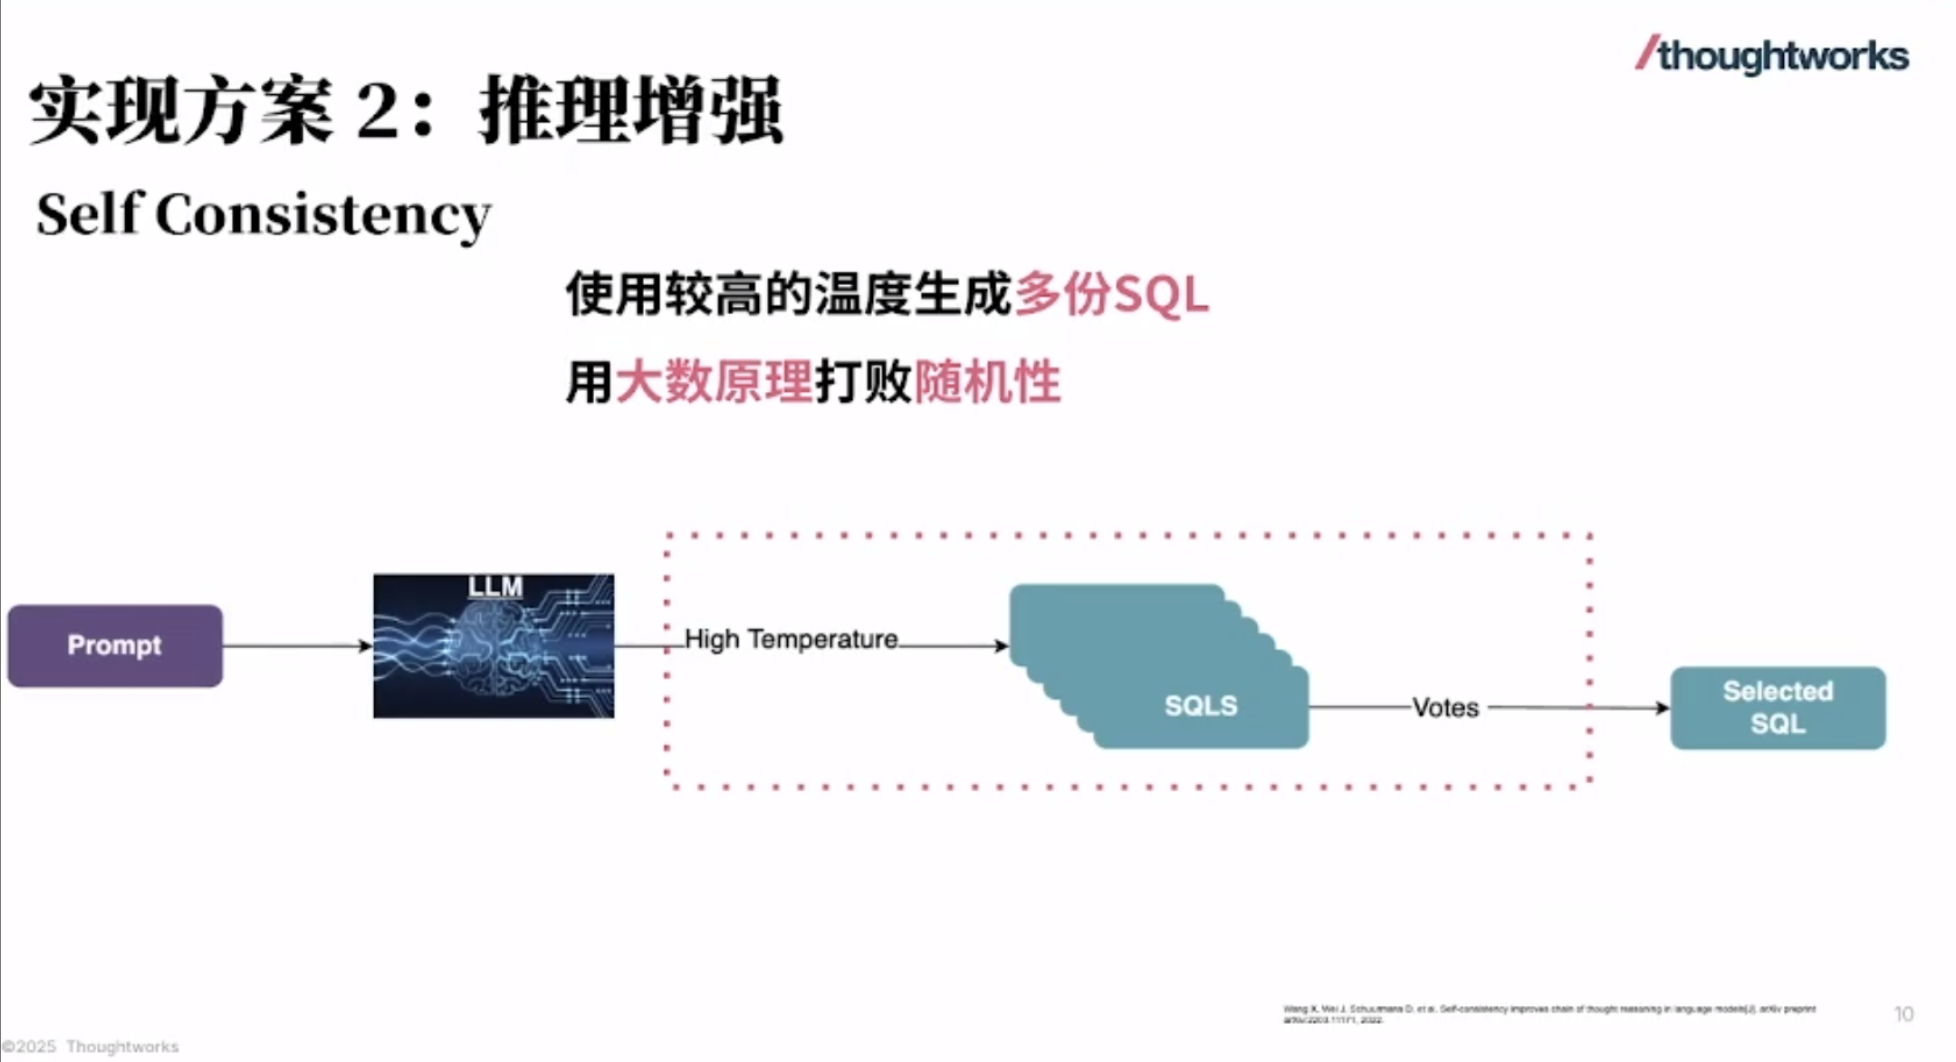 /thoughtworks
实现方案 2：推理增强
Self Consistency
使用较高的温度生成多份SQL
用大数原理打败随机性
Prompt
LLM
High Temperature
SQLS
Votes
Selected
SQL
Wang X, Wei J, Schuurmans D, et al. Self-consistency improves chain of thought reasoning in language models[J]. arXiv preprint
arXiv:2203.11171, 2022.
10
©2025 Thoughtworks